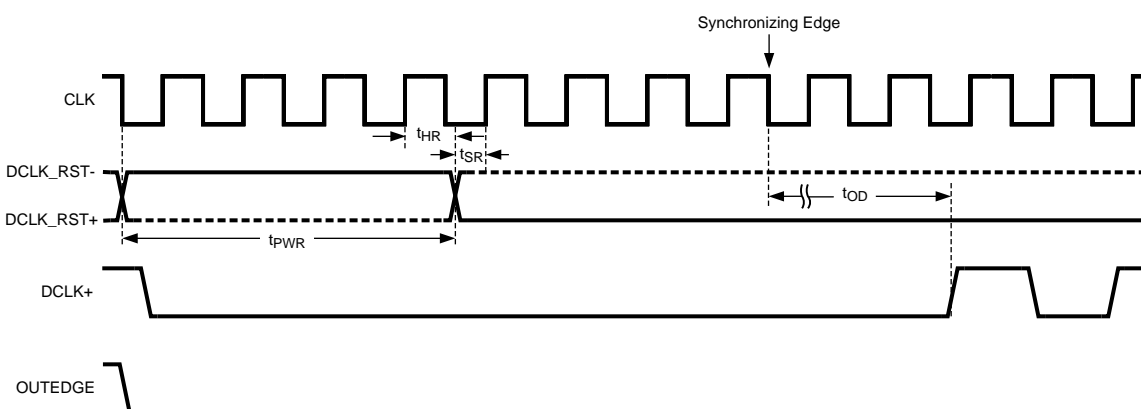 Synchronizing Edge
CLK
tHR
tSR
DCLK_RST-
tOD
DCLK_RST+
tPWR
DCLK+
OUTEDGE